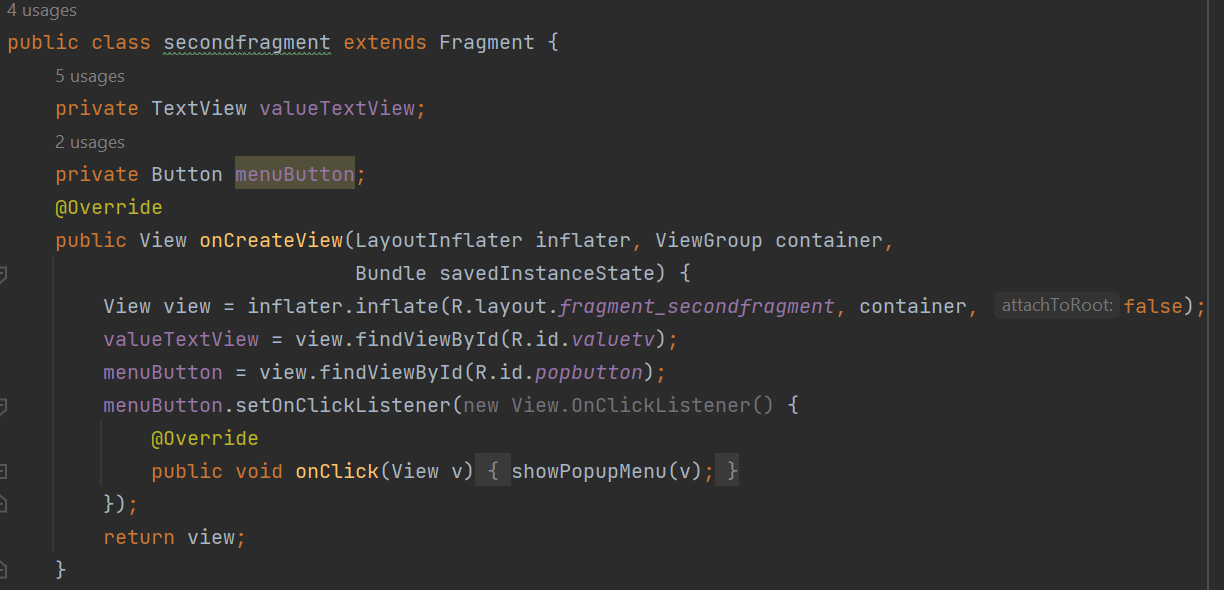 4 usages
public class secondfragment extends Fragment {
5 usages
private TextView valueTextView;
2 usages
private Button menuButton;
@Override
public View onCreateView(LayoutInflater inflater, ViewGroup container,
Bundle savedInstanceState) {
View view = inflater.inflate(R.layout.fragment_secondfragment, container, attachToRoot: false);
valueTextView = view.findViewById(R.id.valuetv);
menuButton = view.findViewById(R.id.popbutton);
menuButton.setOnClickListener(new View.OnClickListener() {
@Override
public void onClick(View v) { showPopupMenu(v); }
});
return view;
}